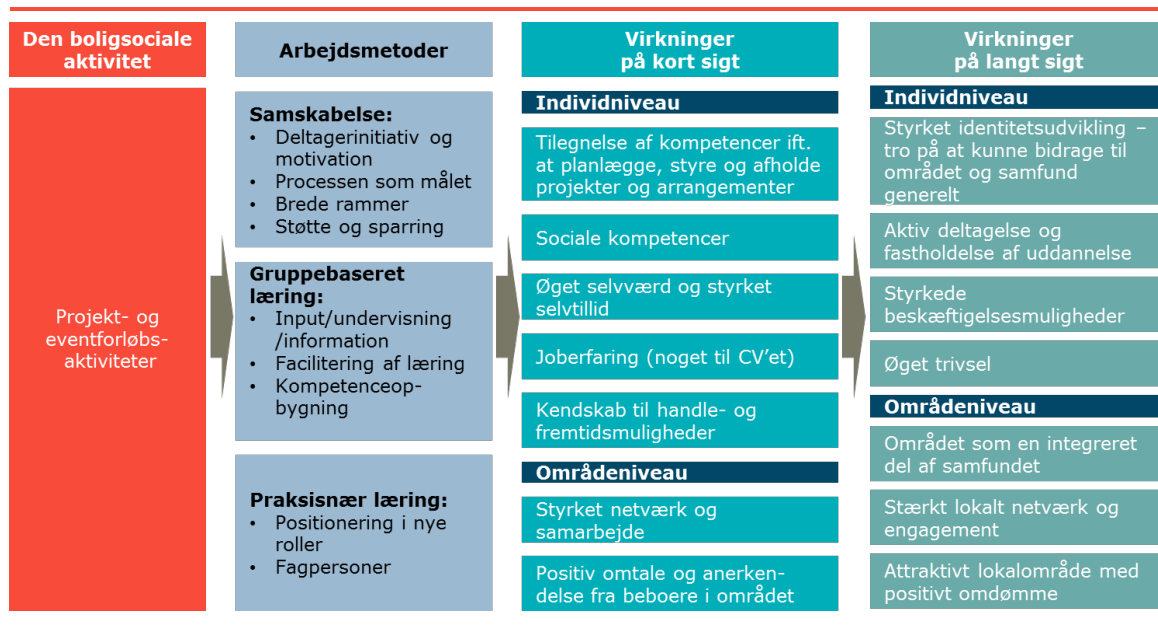 Den boligsociale
aktivitet
Projekt- og
eventforløbs-
aktiviteter
Arbejdsmetoder
Samskabelse:
• Deltagerinitiativ og
motivation
• Processen som målet
• Brede rammer
• Støtte og sparring
Gruppebaseret
læring:
• Input/undervisning
/information
• Facilitering af læring
• Kompetenceop-
bygning
Praksisnær læring:
• Positionering i nye
roller
• Fagpersoner
Virkninger
på kort sigt
Individniveau
Tilegnelse af kompetencer ift.
at planlægge, styre og afholde
projekter og arrangementer
Sociale kompetencer
Øget selvværd og styrket
selvtillid
Joberfaring (noget til CV’et)
Kendskab til handle- og
fremtidsmuligheder
Områdeniveau
Styrket netværk og
samarbejde
Positiv omtale og anerken-
delse fra beboere i området
Virkninger
på langt sigt
Individniveau
Styrket identitetsudvikling –
tro på at kunne bidrage til
området og samfund
generelt
Aktiv deltagelse og
fastholdelse af uddannelse
Styrkede
beskæftigelsesmuligheder
Øget trivsel
Områdeniveau
Området som en integreret
del af samfundet
Stærkt lokalt netværk og
engagement
Attraktivt lokalområde med
positivt omdømme